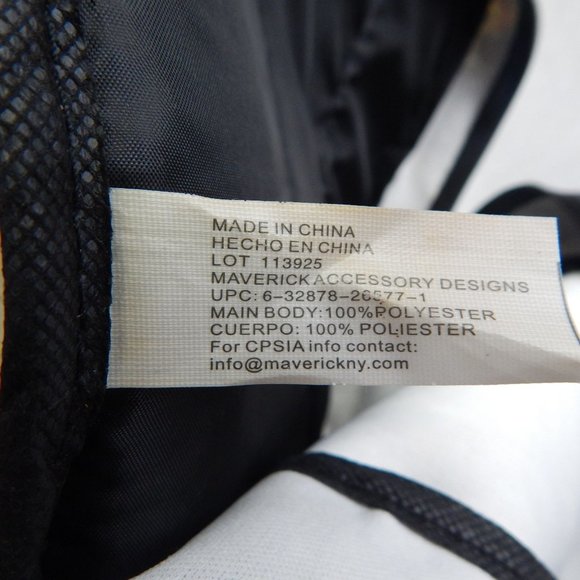 MADE IN CHINA
HECHO EN CHINA
LOT 113925
MAVERICK ACCESSORY DESIGNS
UPC: 6-32878-26577-1
MAIN BODY:100%POLYESTER
CUERPO: 100% POLIESTER
For CPSIA info contact:
info@maverickny.com